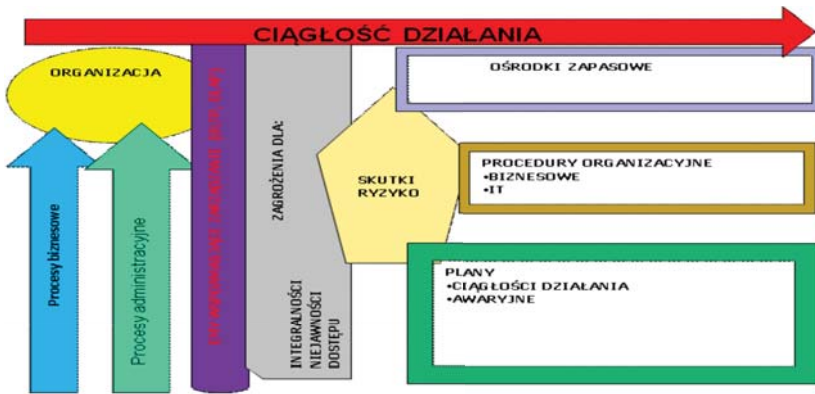 CIĄGŁOŚĆ DZIAŁANIA
ORGANIZACJA
Procesy biznesowe
Procesy administracyjne
ZAGROŻENIA DLA:
INTEGRALNOŚCI
NIEJAWNOŚCI
DOSTĘPU
SKUTKI
RYZYKO
OŚRODKI ZAPASOWE
PROCEDURY ORGANIZACYJNE
•BIZNESOWE
•IT
PLANY
•CIĄGŁOŚCI DZIAŁANIA
•AWARYJNE